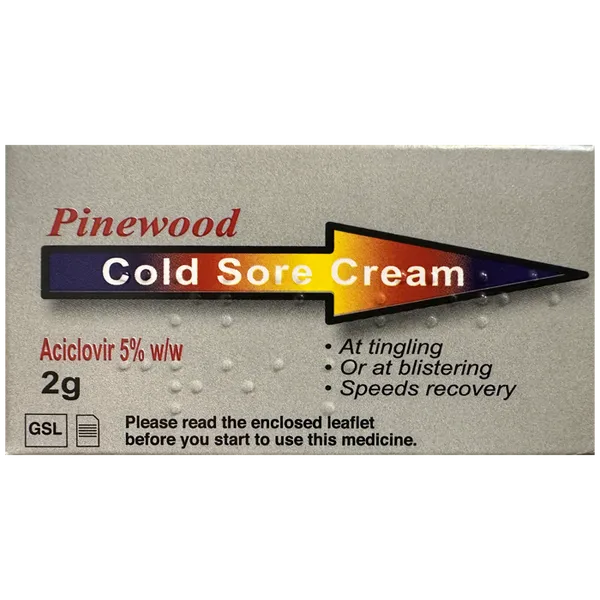 Pinewood
Cold Sore Cream
Aciclovir 5% w/w
2g
• At tingling
• Or at blistering
• Speeds recovery
GSL
Please read the enclosed leaflet
before you start to use this medicine.